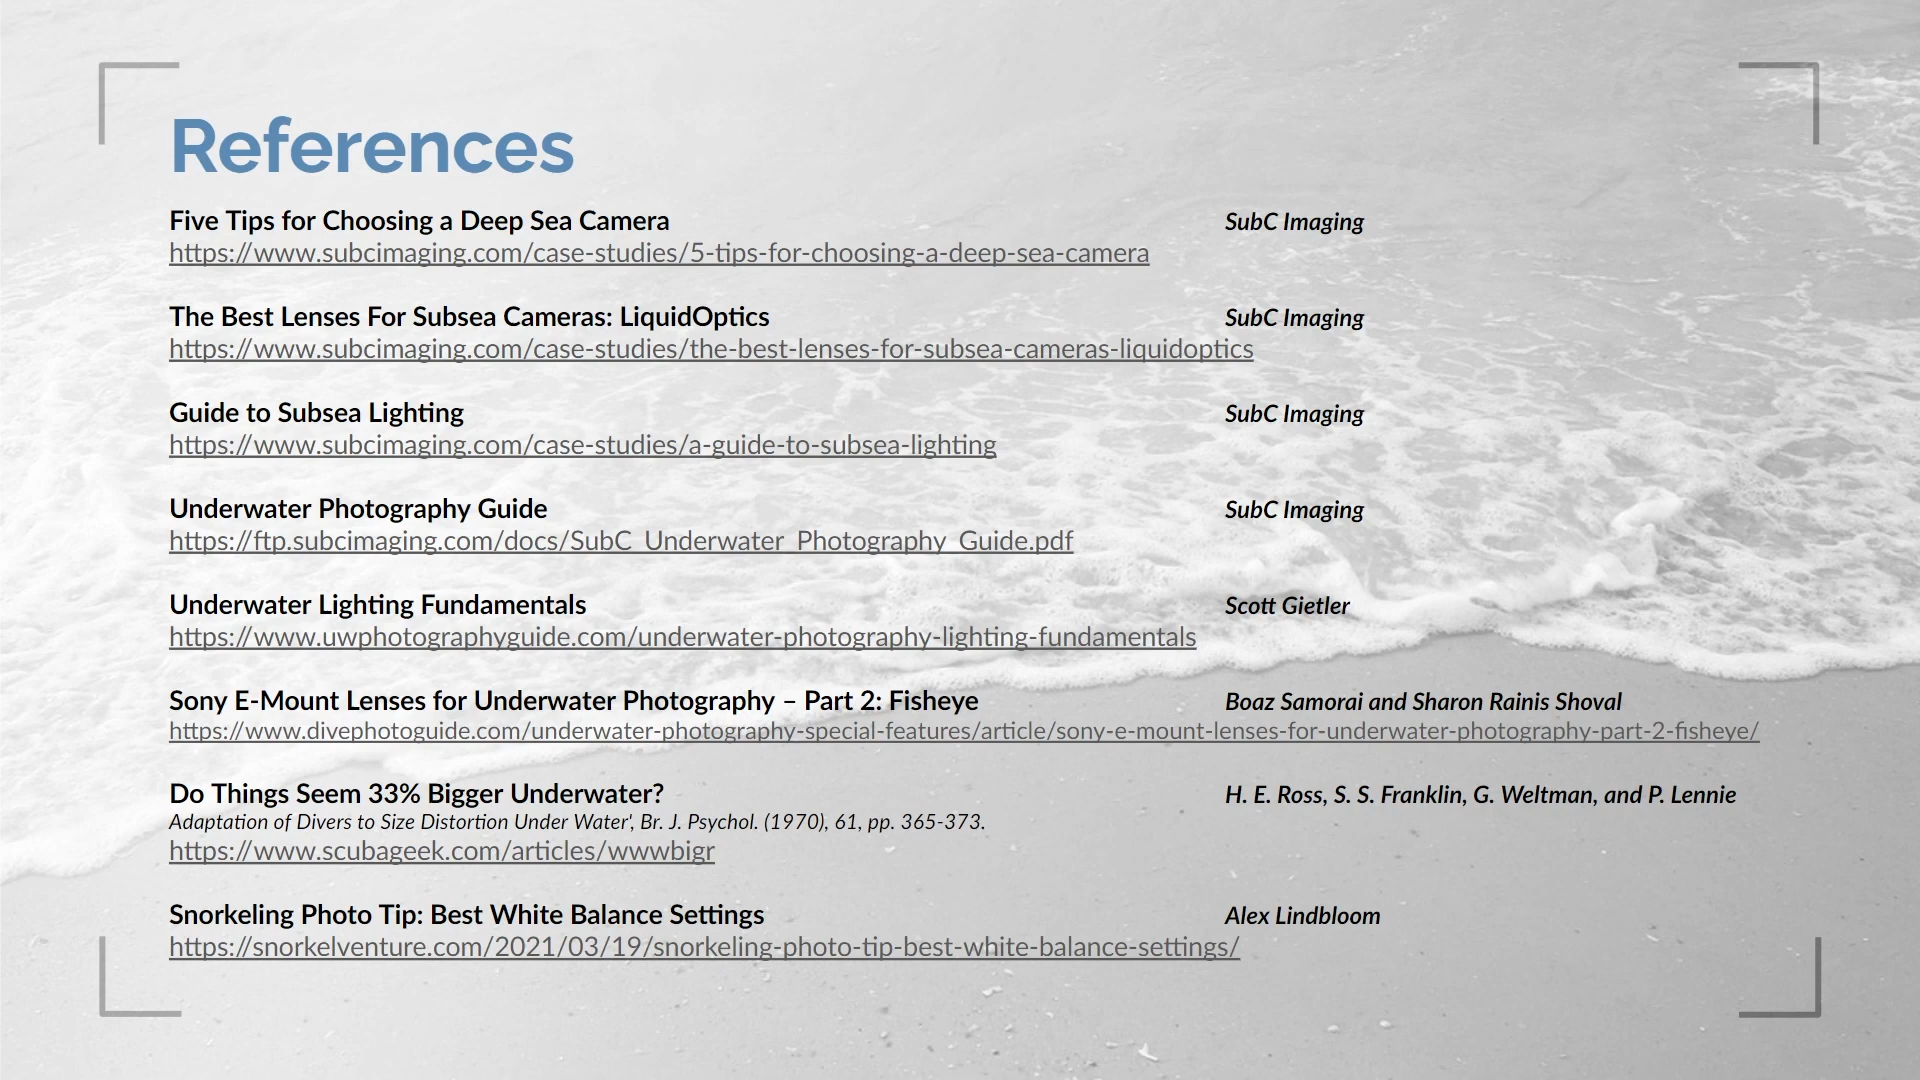 References
Five Tips for Choosing a Deep Sea Camera SubC Imaging
https://www.subcimaging.com/case-studies/5-tips-for-choosing-a-deep-sea-camera
The Best Lenses For Subsea Cameras: LiquidOptics SubC Imaging
https://www.subcimaging.com/case-studies/the-best-lenses-for-subsea-cameras-liquidoptics
Guide to Subsea Lighting SubC Imaging
https://www.subcimaging.com/case-studies/a-guide-to-subsea-lighting
Underwater Photography Guide SubC Imaging
https://ftp.subcimaging.com/docs/SubC_Underwater_Photography_Guide.pdf
Underwater Lighting Fundamentals Scott Gietler
https://www.uwphotographyguide.com/underwater-photography-lighting-fundamentals
Sony E-Mount Lenses for Underwater Photography – Part 2: Fisheye Boaz Samorai and Sharon Rainis Shoval
https://www.divephotoguide.com/underwater-photography-special-features/article/sony-e-mount-lenses-for-underwater-photography-part-2-fisheye/
Do Things Seem 33% Bigger Underwater? H. E. Ross, S. S. Franklin, G. Weltman, and P. Lennie
Adaptation of Divers to Size Distortion Under Water', Br. J. Psychol. (1970), 61, pp. 365-373.
https://www.scubageek.com/articles/wwwbigr
Snorkeling Photo Tip: Best White Balance Settings Alex Lindbloom
https://snorkelventure.com/2021/03/19/snorkeling-photo-tip-best-white-balance-settings/